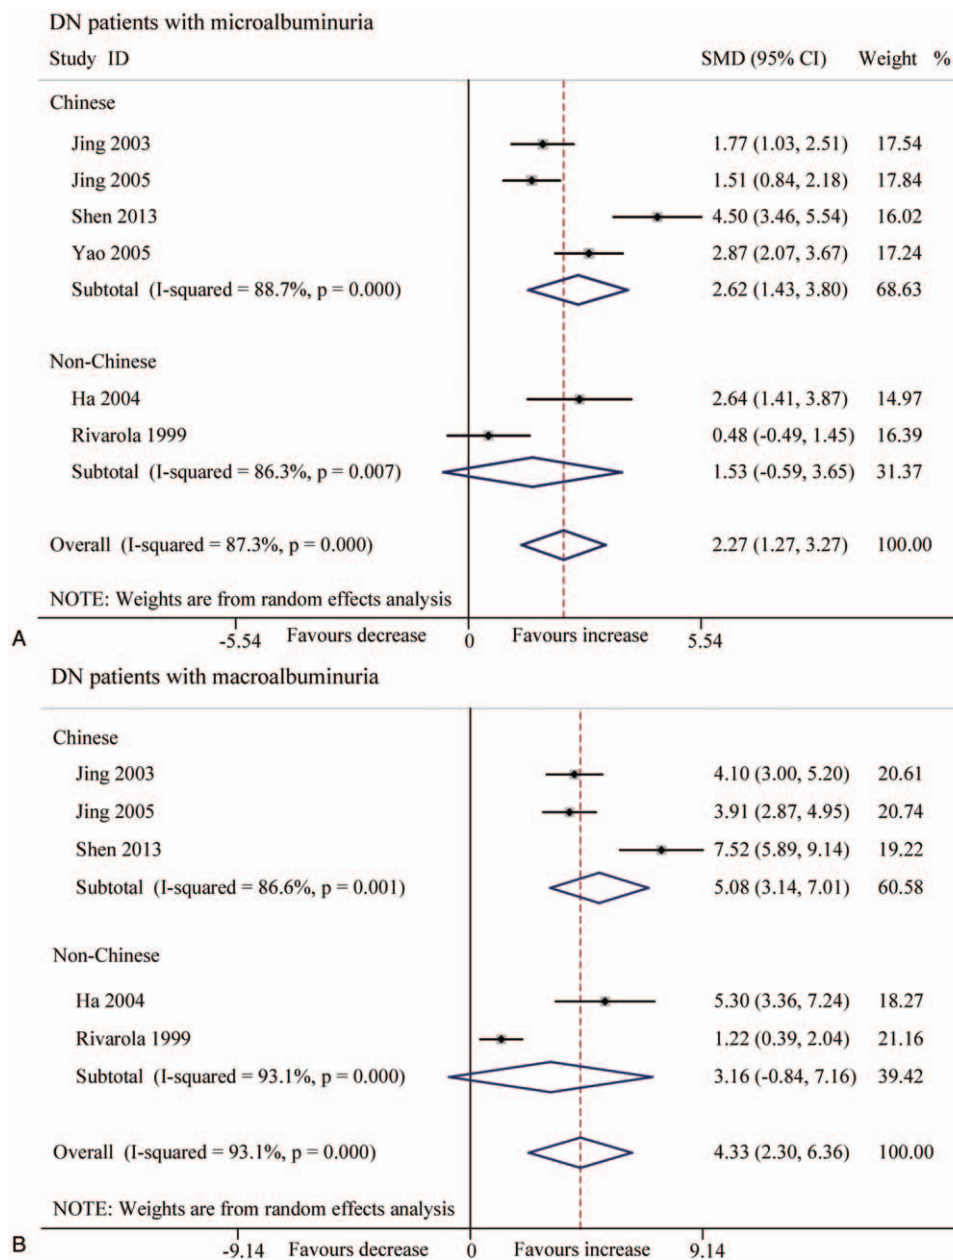 DN patients with microalbuminuria
Study ID SMD (95% CI) Weight %
Chinese
Jing 2003 1.77 (1.03, 2.51) 17.54
Jing 2005 1.51 (0.84, 2.18) 17.84
Shen 2013 4.50 (3.46, 5.54) 16.02
Yao 2005 2.87 (2.07, 3.67) 17.24
Subtotal (I-squared = 88.7%, p = 0.000) 2.62 (1.43, 3.80) 68.63
Non-Chinese
Ha 2004 2.64 (1.41, 3.87) 14.97
Rivarola 1999 0.48 (-0.49, 1.45) 16.39
Subtotal (I-squared = 86.3%, p = 0.007) 1.53 (-0.59, 3.65) 31.37
Overall (I-squared = 87.3%, p = 0.000) 2.27 (1.27, 3.27) 100.00
NOTE: Weights are from random effects analysis
A -5.54 Favours decrease 0 Favours increase 5.54
DN patients with macroalbuminuria
Chinese
Jing 2003 4.10 (3.00, 5.20) 20.61
Jing 2005 3.91 (2.87, 4.95) 20.74
Shen 2013 7.52 (5.89, 9.14) 19.22
Subtotal (I-squared = 86.6%, p = 0.001) 5.08 (3.14, 7.01) 60.58
Non-Chinese
Ha 2004 5.30 (3.36, 7.24) 18.27
Rivarola 1999 1.22 (0.39, 2.04) 21.16
Subtotal (I-squared = 93.1%, p = 0.000) 3.16 (-0.84, 7.16) 39.42
Overall (I-squared = 93.1%, p = 0.000) 4.33 (2.30, 6.36) 100.00
NOTE: Weights are from random effects analysis
B -9.14 Favours decrease 0 Favours increase 9.14